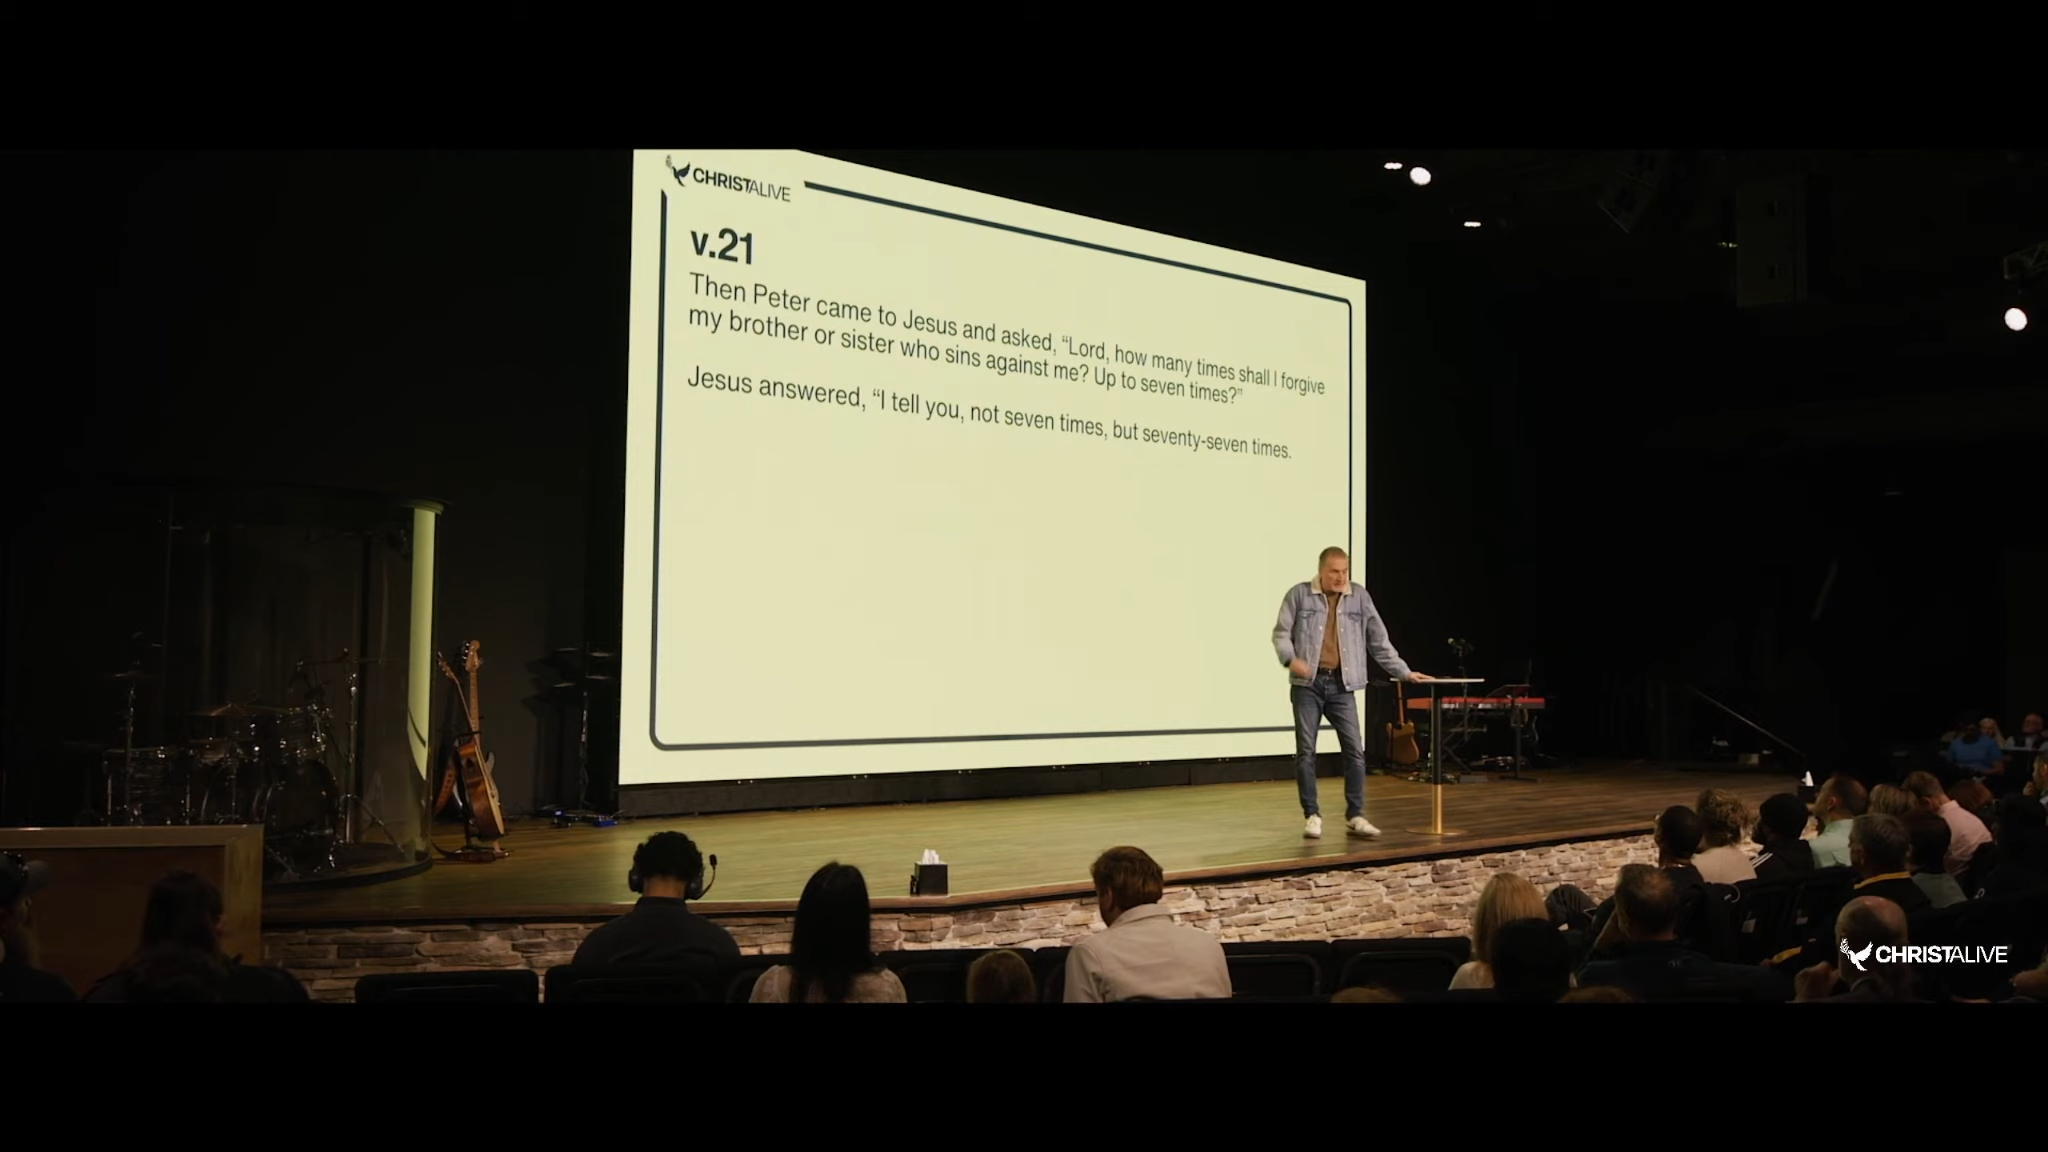 CHRISTALIVE
v.21
Then Peter came to Jesus and asked, “Lord, how many times shall I forgive
my brother or sister who sins against me? Up to seven times?”
Jesus answered, “I tell you, not seven times, but seventy-seven times.
CHRISTALIVE